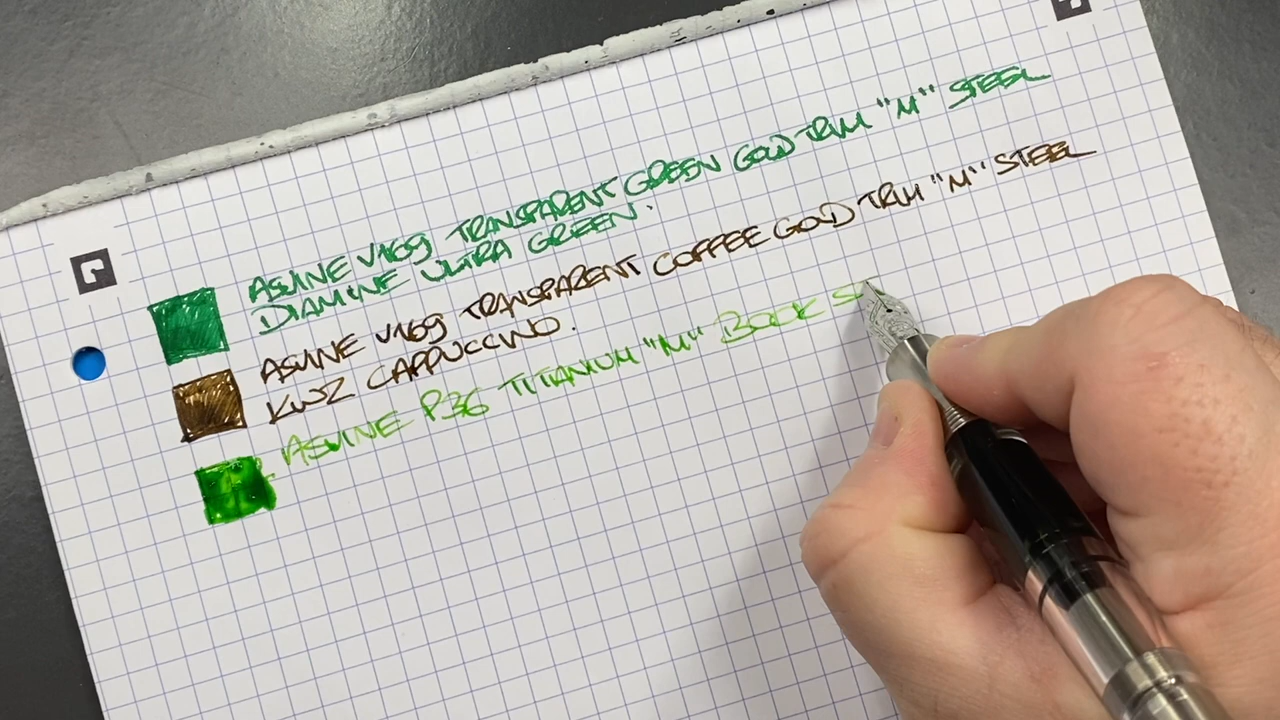 ASVINE V169 TRANSPARENT GREEN GOLD TRIM "M" STEEL
DIAMINE ULTRA GREEN.
ASVINE V169 TRANSPARENT COFFEE GOLD TRIM "M" STEEL
KWZ CAPPUCCINO.
ASVINE P36 TITANIUM "M" BOCK